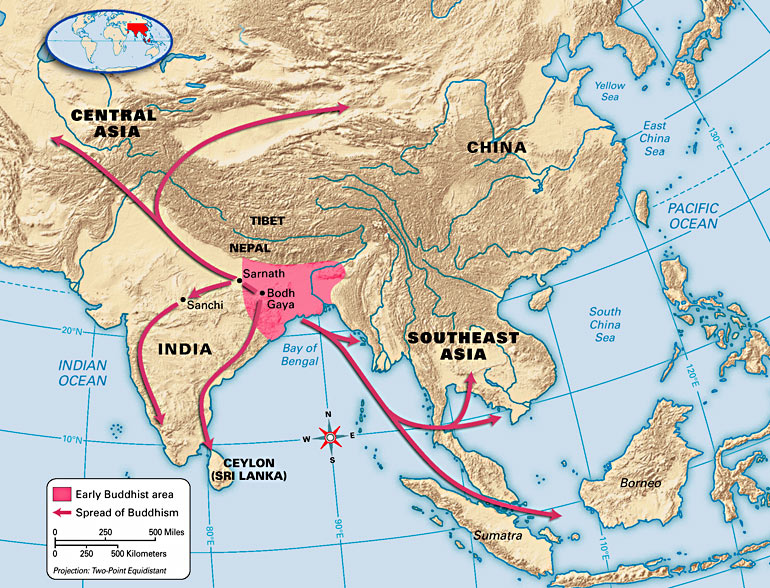 CENTRAL
ASIA
CHINA
Yellow
Sea
East
China
Sea
130°E
PACIFIC
OCEAN
TIBET
NEPAL
Sarnath
Bodh
Gaya
Sanchi
INDIA
20°N
INDIAN
OCEAN
Bay of
Bengal
SOUTHEAST
ASIA
South
China
Sea
120°E
N
W
E
S
10°N
CEYLON
(SRI LANKA)
80°E
90°E
110°E
Borneo
Sumatra
Early Buddhist area
Spread of Buddhism
0 250 500 Miles
0 250 500 Kilometers
Projection: Two-Point Equidistant